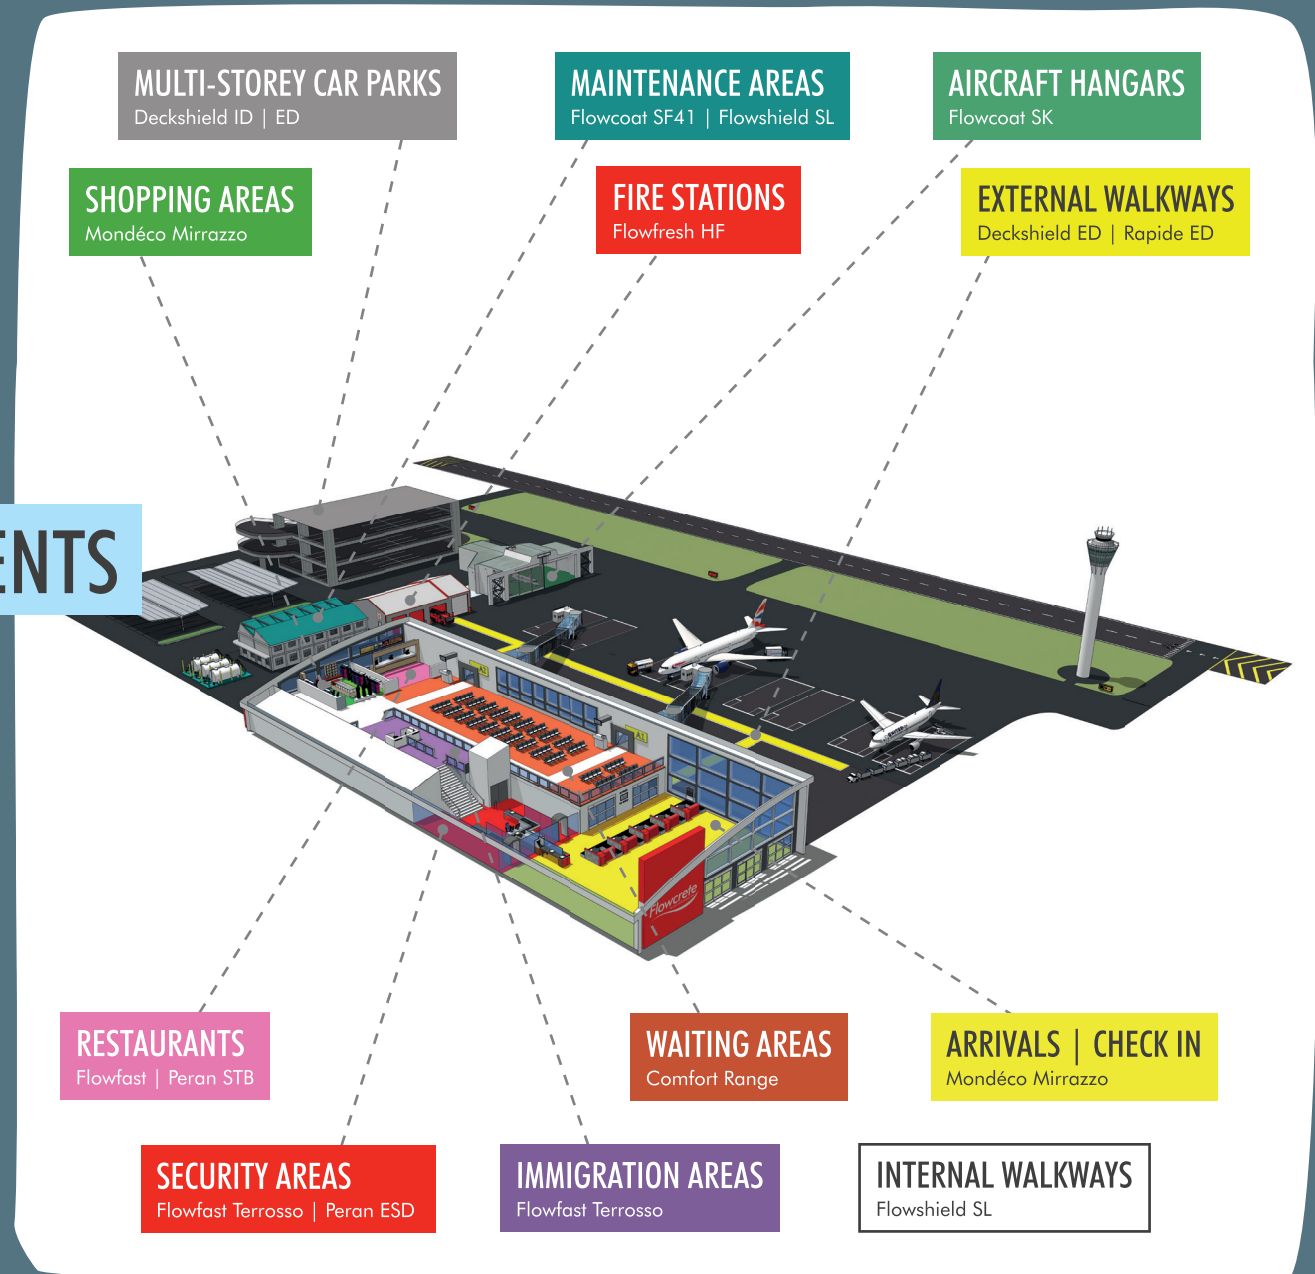 MULTI-STOREY CAR PARKS
Deckshield ID | ED
MAINTENANCE AREAS
Flowcoat SF41 | Flowshield SL
AIRCRAFT HANGARS
Flowcoat SK
SHOPPING AREAS
Mondéco Mirrazzo
FIRE STATIONS
Flowfresh HF
EXTERNAL WALKWAYS
Deckshield ED | Rapide ED
ENTS
A2
A1
Flowcrete
RESTAURANTS
Flowfast | Peran STB
WAITING AREAS
Comfort Range
ARRIVALS | CHECK IN
Mondéco Mirrazzo
SECURITY AREAS
Flowfast Terrosso | Peran ESD
IMMIGRATION AREAS
Flowfast Terrosso
INTERNAL WALKWAYS
Flowshield SL